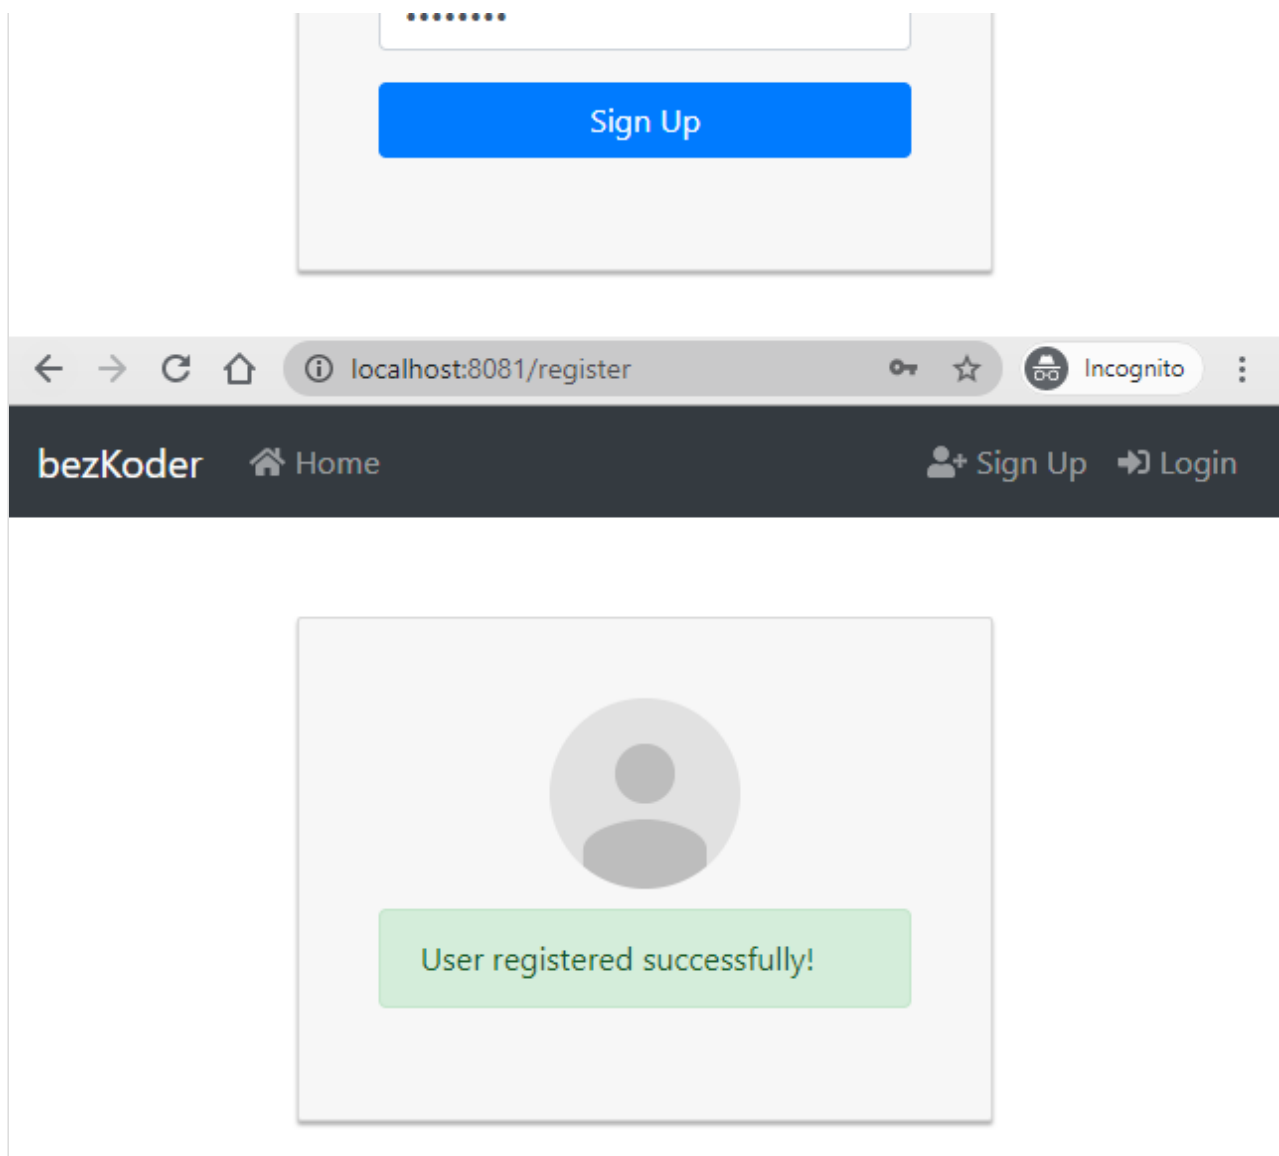 ••••••••
Sign Up
localhost:8081/register Incognito
bezKoder Home Sign Up Login
User registered successfully!